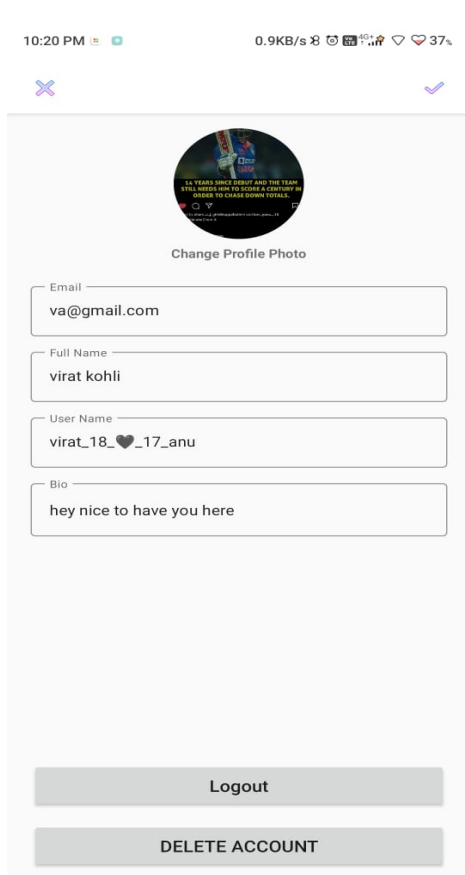 10:20 PM 0.9KB/s 4G+ 37%
14 YEARS SINCE DEBUT AND THE TEAM
STILL NEEDS HIM TO SCORE A CENTURY IN
ORDER TO CHASE DOWN TOTALS.
Change Profile Photo
Email
va@gmail.com
Full Name
virat kohli
User Name
virat_18_🖤_17_anu
Bio
hey nice to have you here
Logout
DELETE ACCOUNT